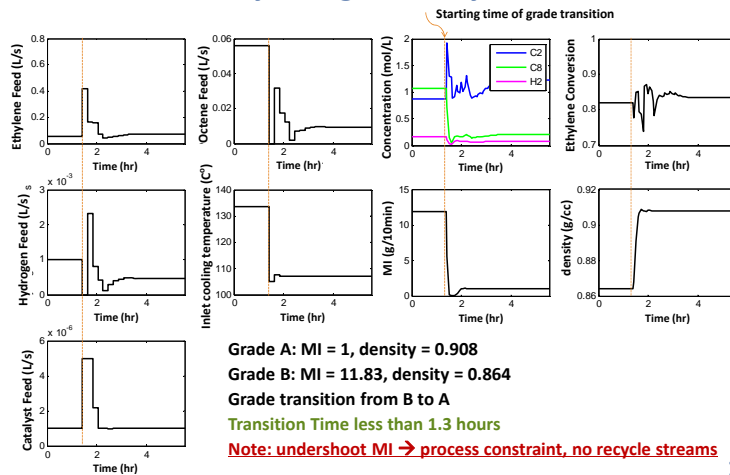 Starting time of grade transition
Ethylene Feed (L/s)
0.8
0.6
0.4
0.2
0
0 2 4
Time (hr)
Octene Feed (L/s)
0.06
0.04
0.02
0
0 2 4
Time (hr)
Concentration (mol/L)
2
1.5
1
0.5
0
0 2 4
Time (hr)
C2
C8
H2
Ethylene Conversion
1
0.9
0.8
0.7
0 2 4
Time (hr)
Hydrogen Feed (L/s)
s
x 10-3
3
2
1
0
0 2 4
Time (hr)
Inlet cooling temperature (C°)
140
130
120
110
100
0 2 4
Time (hr)
MI (g/10min)
15
10
5
0
0 2 4
Time (hr)
density (g/cc)
0.92
0.9
0.88
0.86
0 2 4
Time (hr)
Catalyst Feed (L/s)
x 10-6
6
4
2
0
0 2 4
Time (hr)
Grade A: MI = 1, density = 0.908
Grade B: MI = 11.83, density = 0.864
Grade transition from B to A
Transition Time less than 1.3 hours
Note: undershoot MI → process constraint, no recycle streams